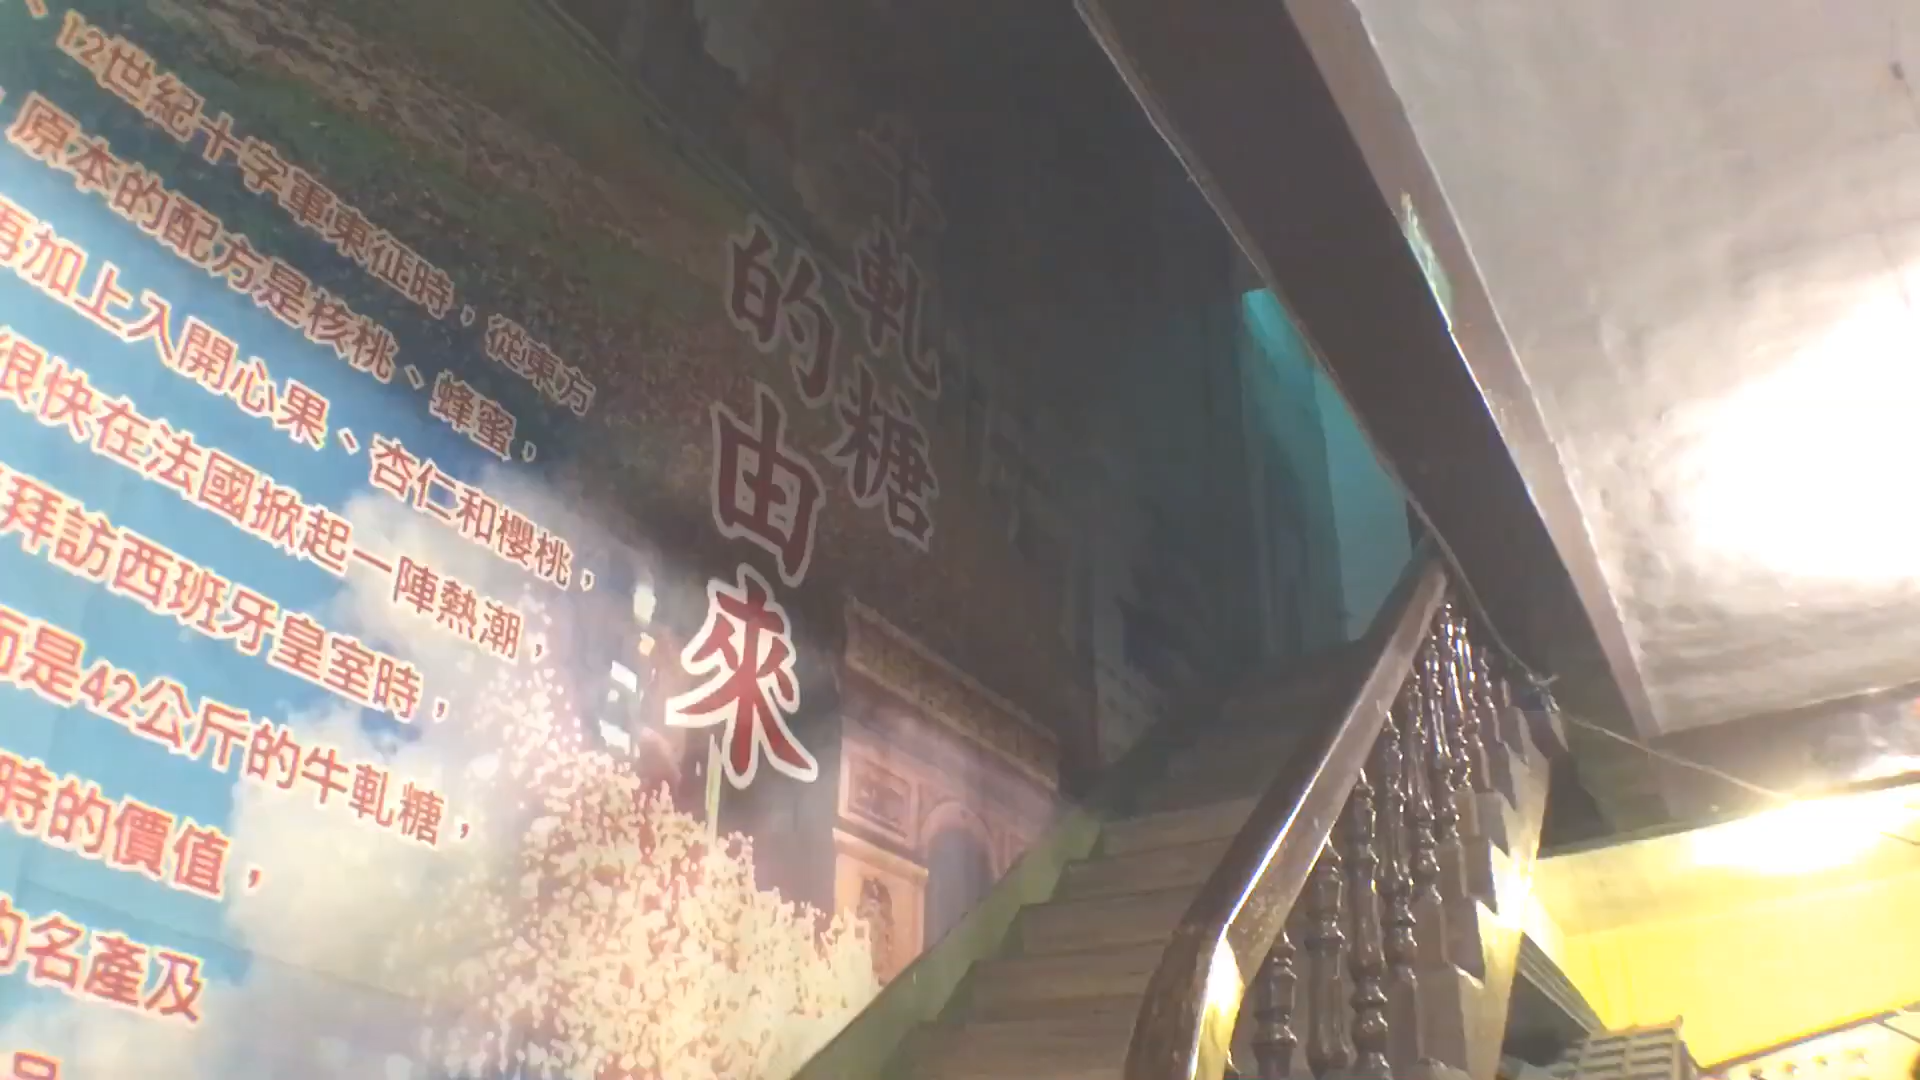 牛軋糖
的由來
12世紀十字軍東征時，從東方
原本的配方是核桃、蜂蜜，
再加上入開心果、杏仁和櫻桃，
很快在法國掀起一陣熱潮，
拜訪西班牙皇室時，
而是42公斤的牛軋糖，
時的價值，
的名產及